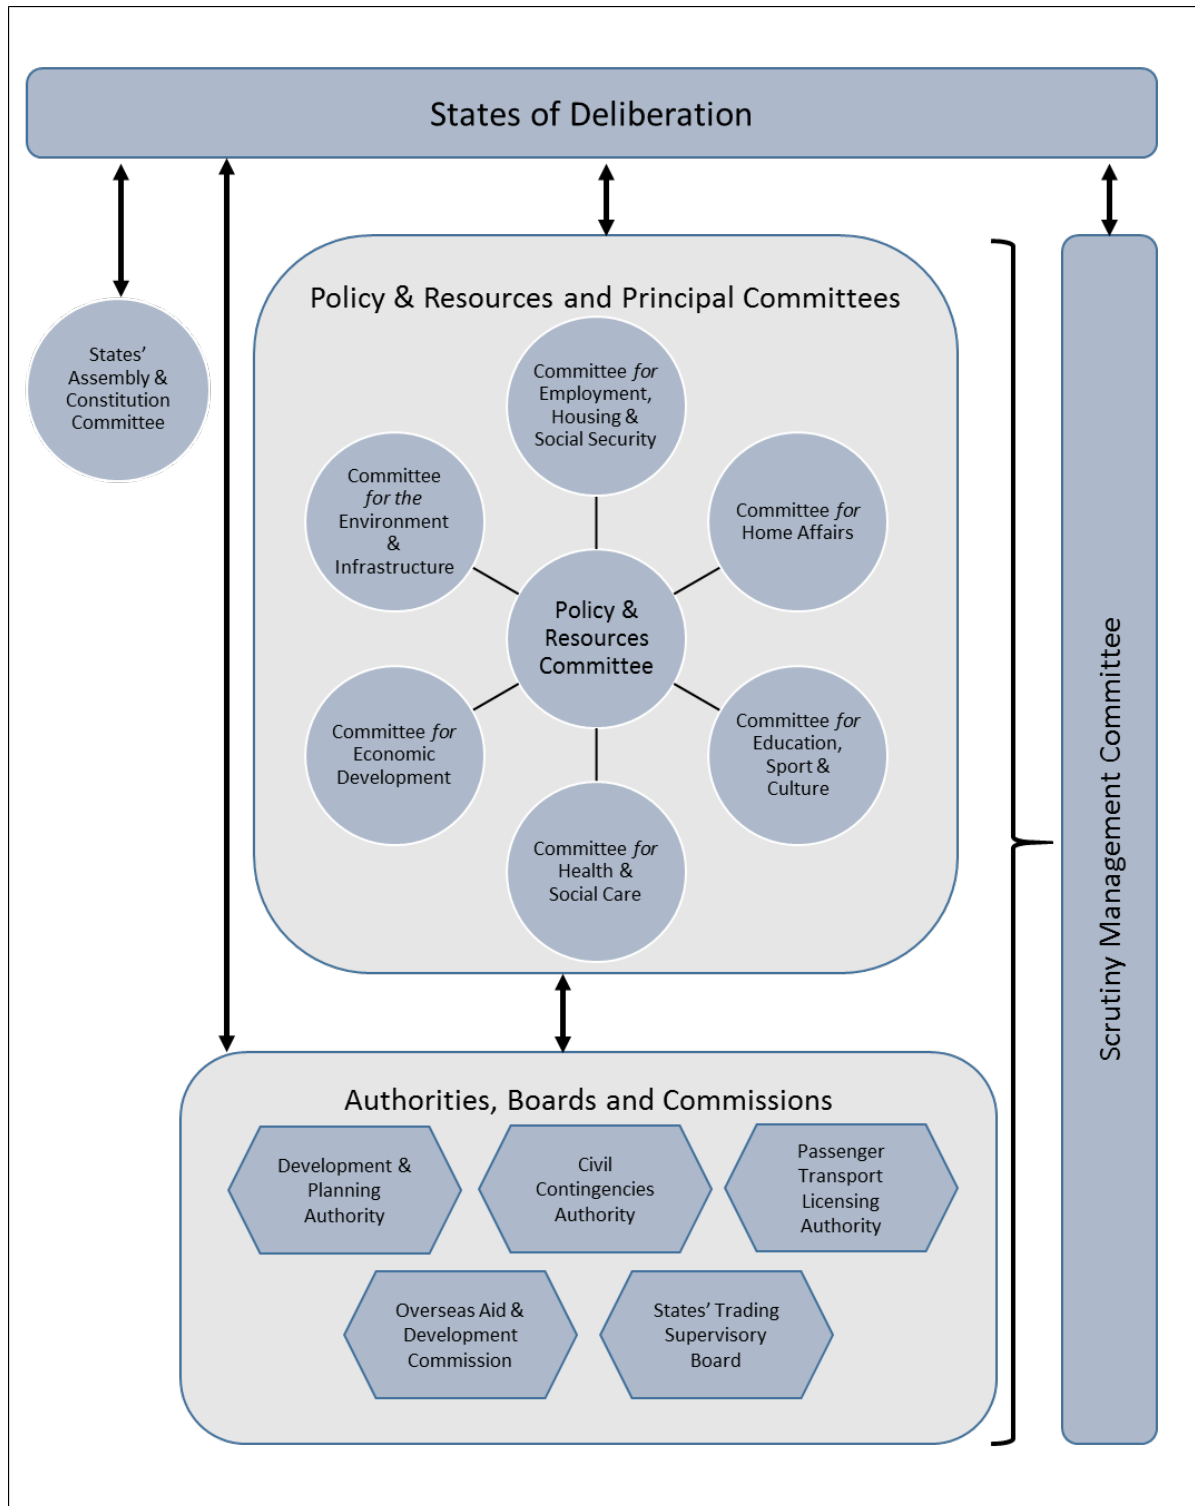 States of Deliberation
States’
Assembly &
Constitution
Committee
Policy & Resources and Principal Committees
Committee for
Employment,
Housing &
Social Security
Committee
for the
Environment
&
Infrastructure
Committee for
Home Affairs
Policy &
Resources
Committee
Committee for
Economic
Development
Committee for
Education,
Sport &
Culture
Committee for
Health &
Social Care
Scrutiny Management Committee
Authorities, Boards and Commissions
Development &
Planning
Authority
Civil
Contingencies
Authority
Passenger
Transport
Licensing
Authority
Overseas Aid &
Development
Commission
States’ Trading
Supervisory
Board